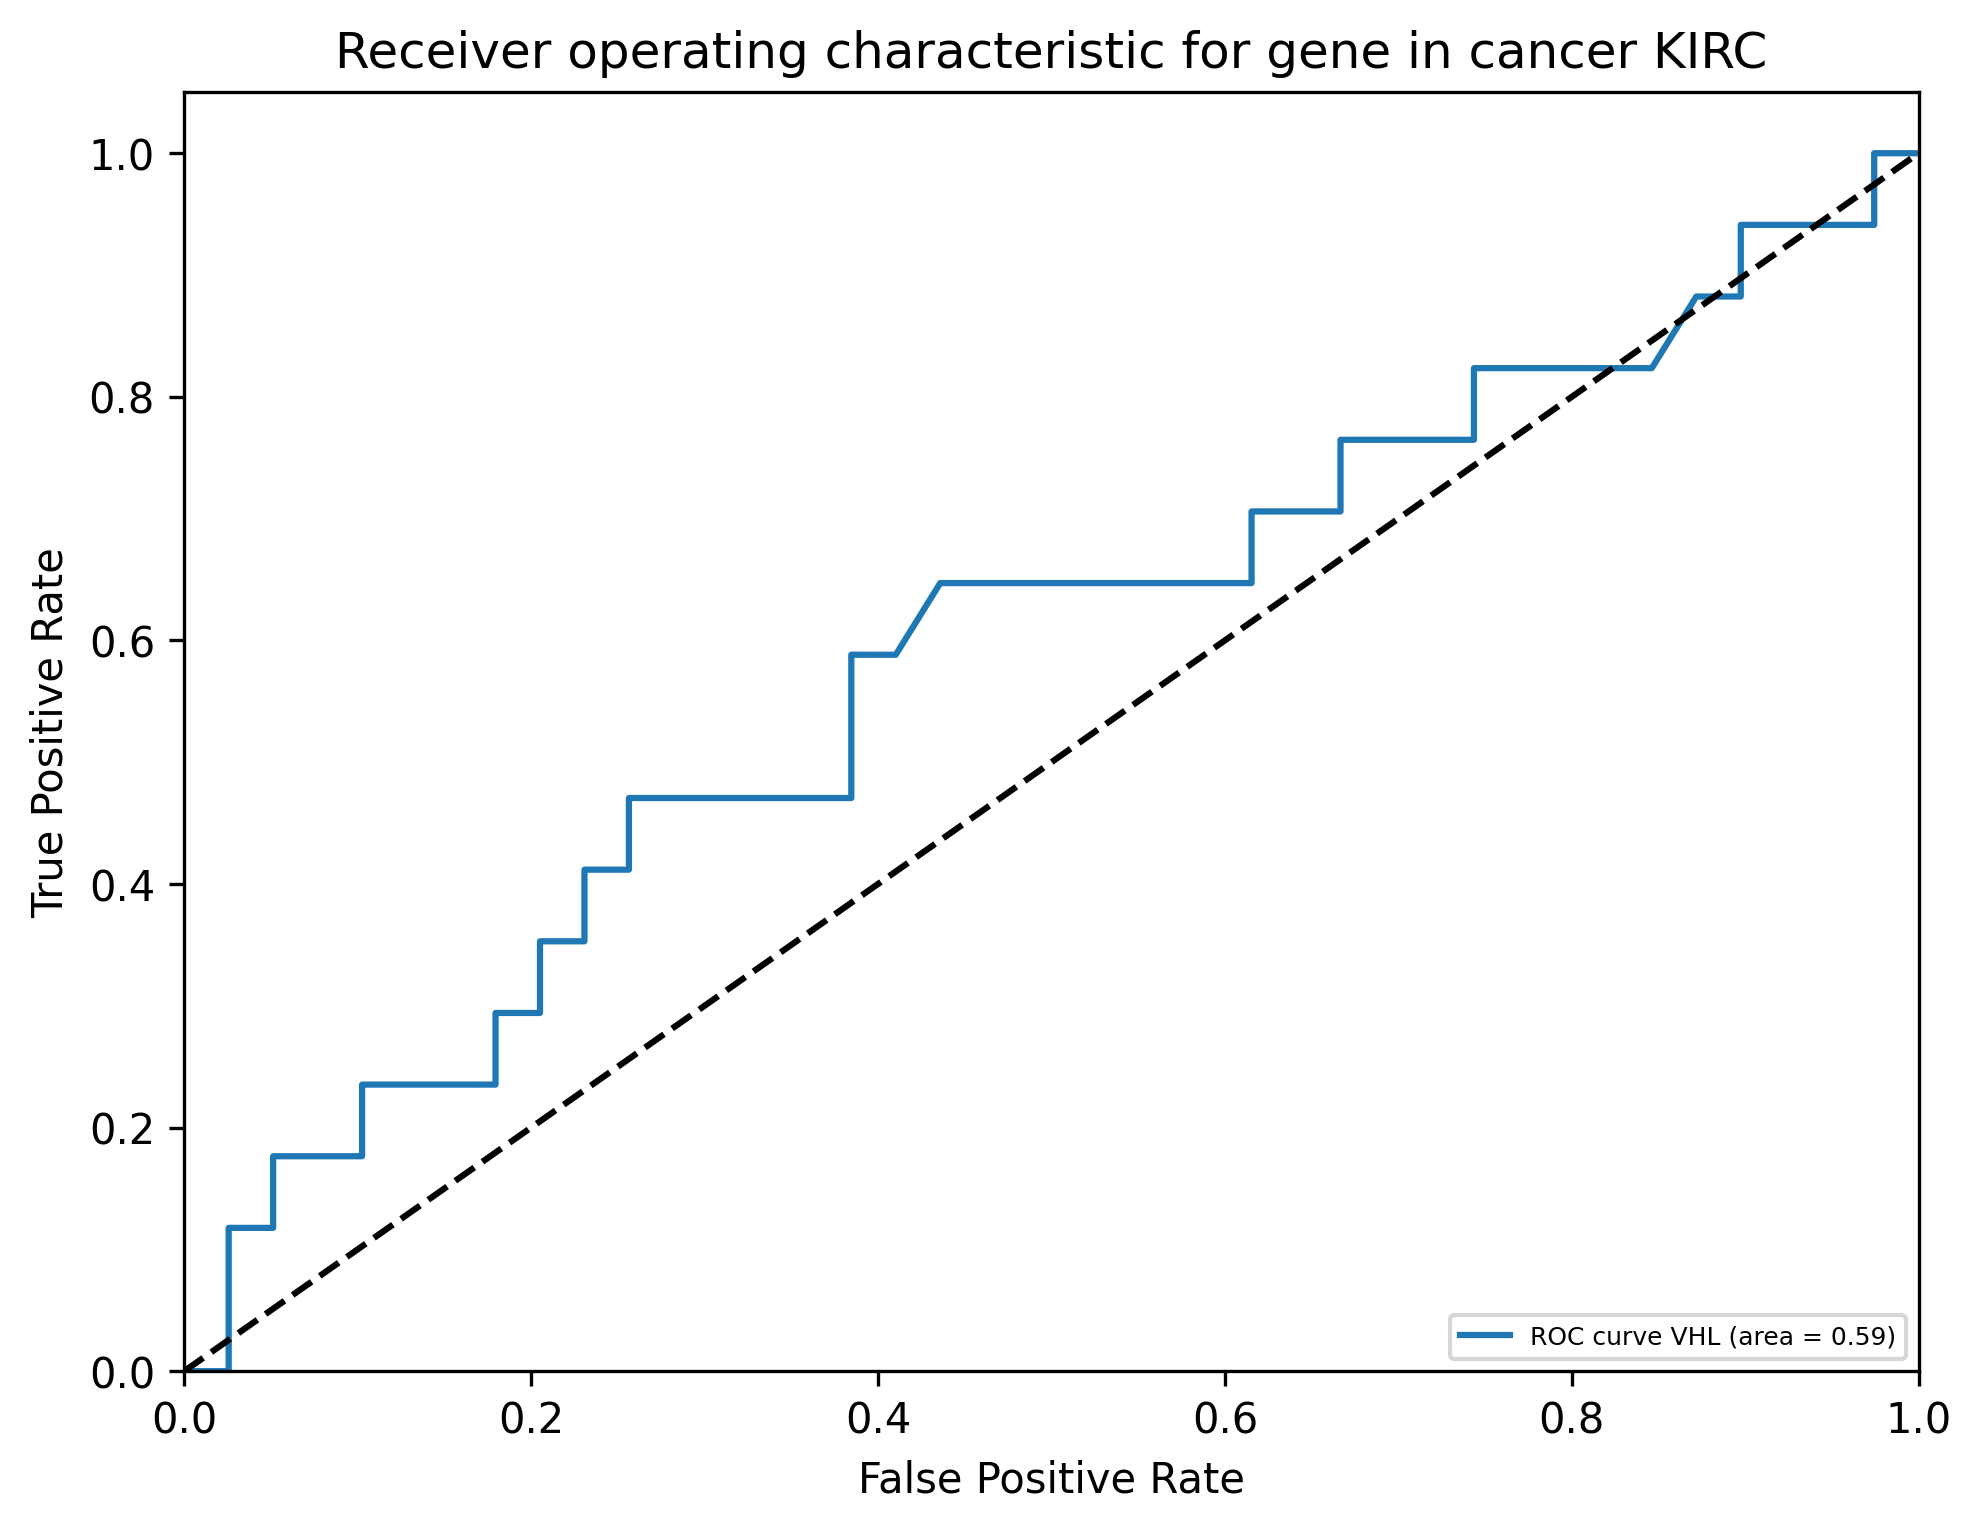 Receiver operating characteristic for gene in cancer KIRC
True Positive Rate
1.0
0.8
0.6
0.4
0.2
0.0
ROC curve VHL (area = 0.59)
0.0 0.2 0.4 0.6 0.8 1.0
False Positive Rate